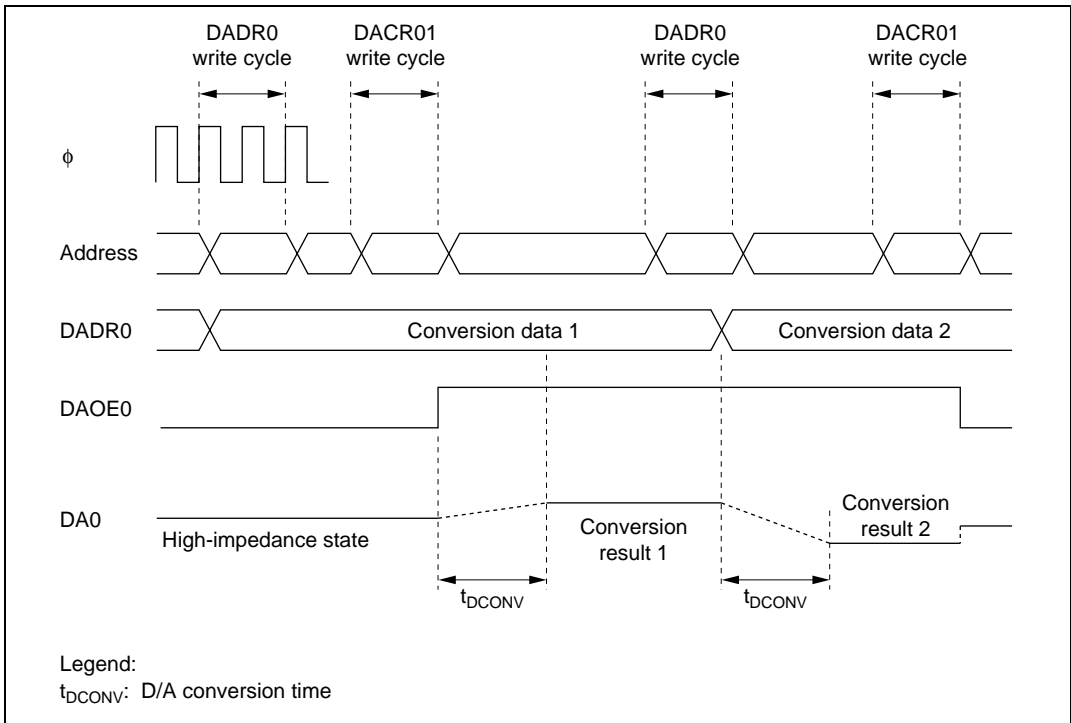 DADR0 DACR01 DADR0 DACR01
write cycle write cycle write cycle write cycle
ϕ
Address
DADR0 Conversion data 1 Conversion data 2
DAOE0
DA0
High-impedance state
Conversion
result 1
Conversion
result 2
tDCONV tDCONV
Legend:
tDCONV: D/A conversion time